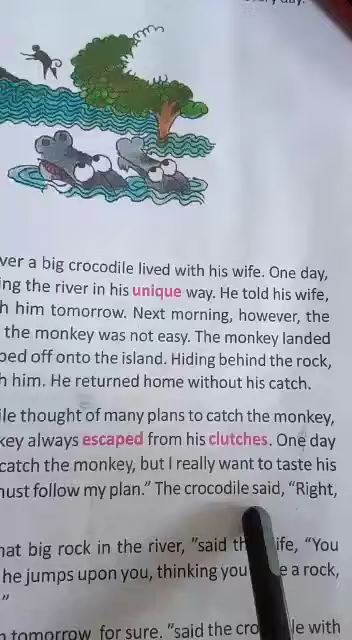 ver a big crocodile lived with his wife. One day,
ing the river in his unique way. He told his wife,
h him tomorrow. Next morning, however, the
the monkey was not easy. The monkey landed
ped off onto the island. Hiding behind the rock,
h him. He returned home without his catch.
ile thought of many plans to catch the monkey,
key always escaped from his clutches. One day
catch the monkey, but I really want to taste his
nust follow my plan." The crocodile said, "Right,
hat big rock in the river, "said th ife, "You
he jumps upon you, thinking you e a rock,
"
n tomorrow for sure. "said the cro le with